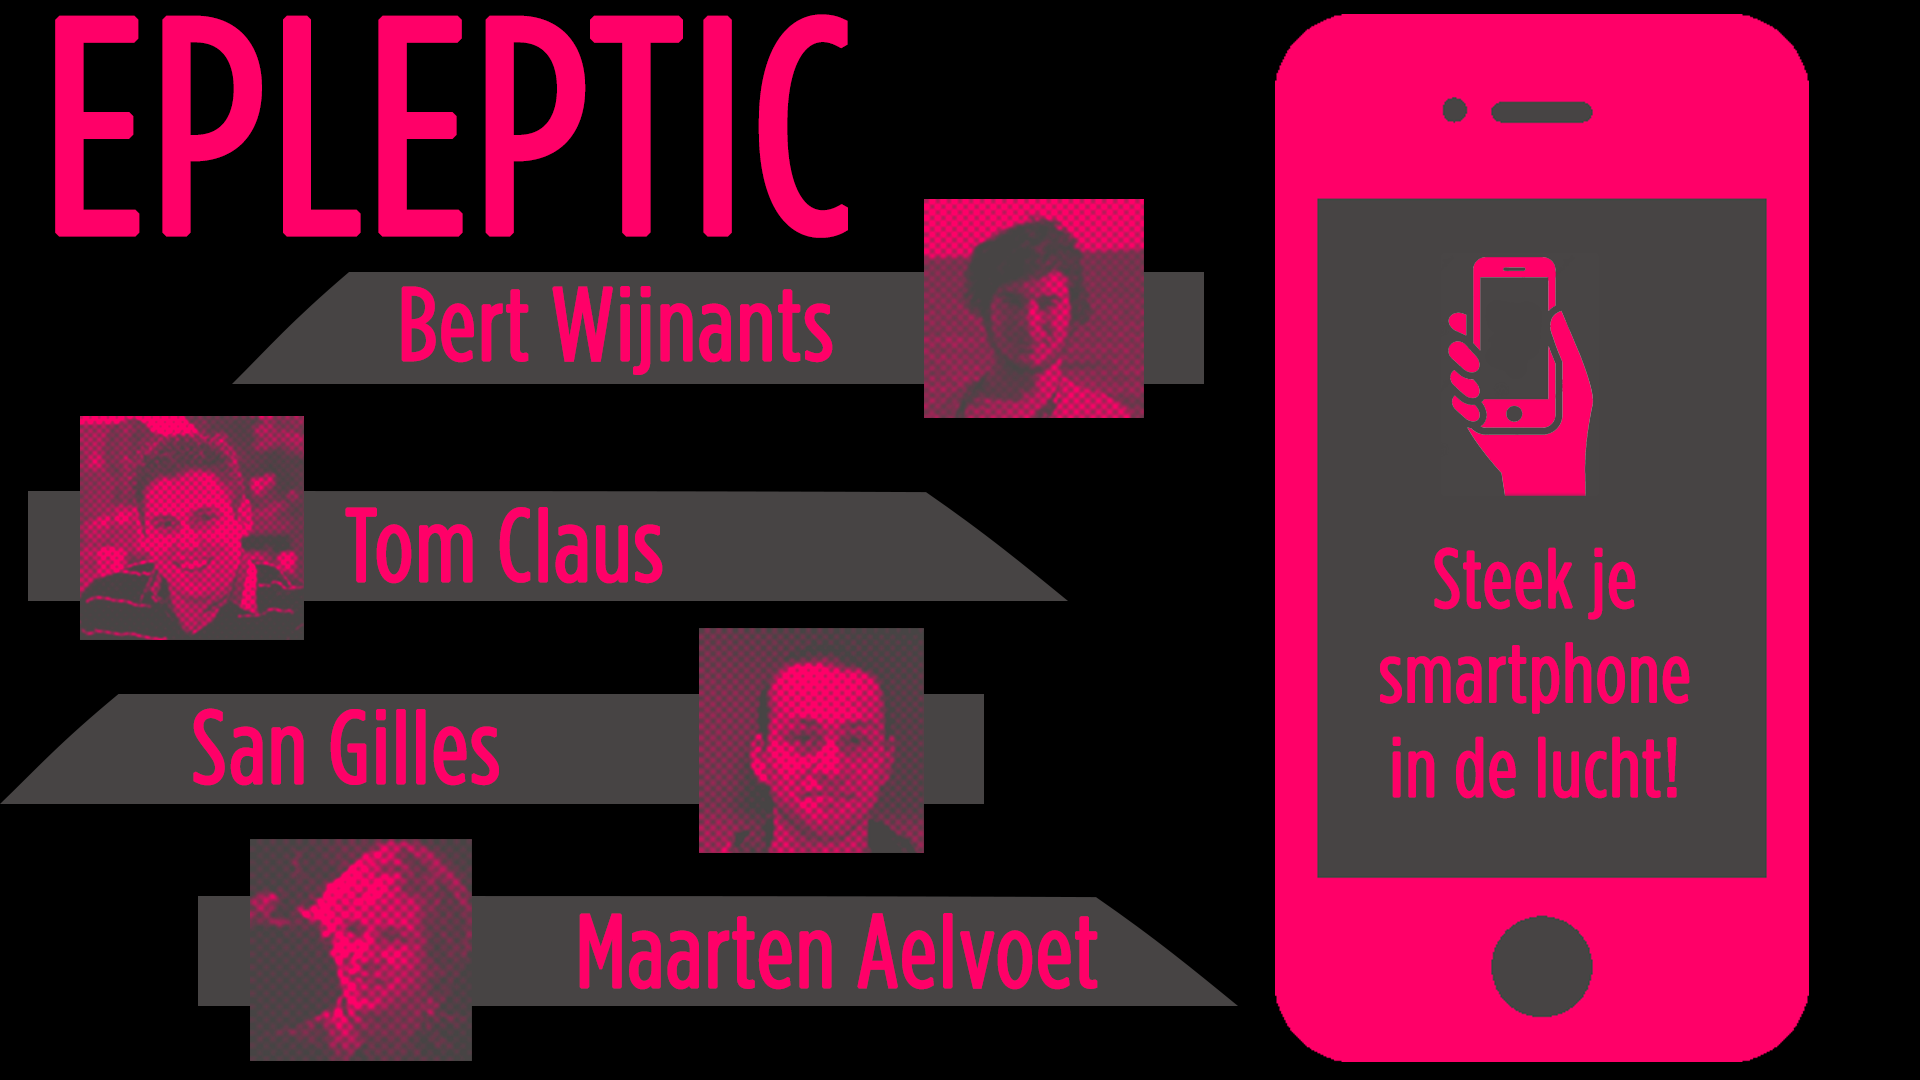 EPLEPTIC
Bert Wijnants
Tom Claus
San Gilles
Maarten Aelvoet
Steek je
smartphone
in de lucht!